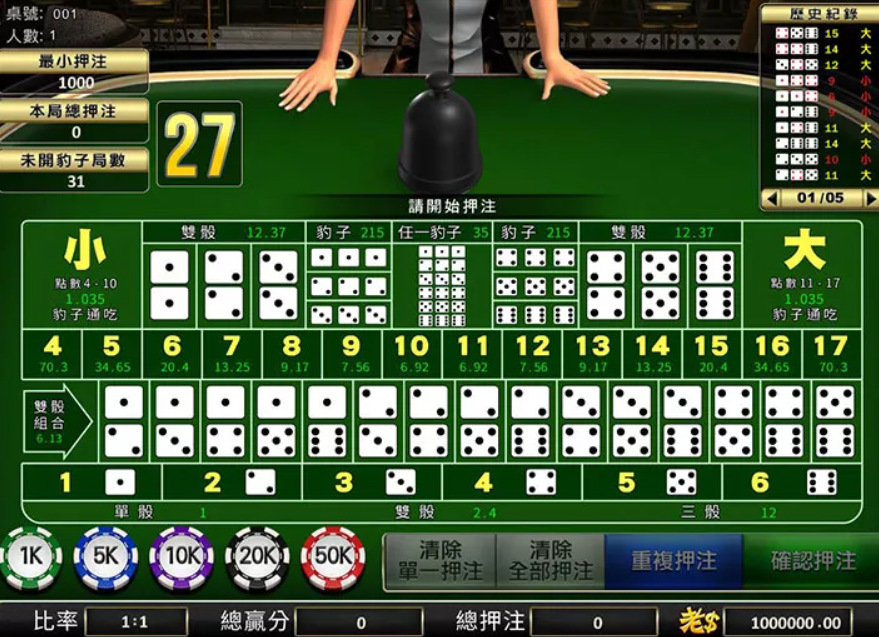 桌號: 001
人數: 1
最小押注
1000
本局總押注
0
未開豹子局數
31
27
歷史紀錄
15 大
14 大
12 大
9 小
小
9 小
11 大
14 大
10 小
11 大
01/05
請開始押注
小
點數4 - 10
1.035
豹子通吃
雙骰 12.37
豹子 215
任一豹子 35
豹子 215
雙骰 12.37
大
點數11 - 17
1.035
豹子通吃
4 5 6 7 8 9 10 11 12 13 14 15 16 17
70.3 34.65 20.4 13.25 9.17 7.56 6.92 6.92 7.56 9.17 13.25 20.4 34.65 70.3
雙骰
組合
6.13
1 2 3 4 5 6
單骰 1 雙骰 2.4 三骰 12
1K 5K 10K 20K 50K
清除
單一押注
清除
全部押注
重複押注
確認押注
比率 1:1 總贏分 0 總押注 0 老$ 1000000.00